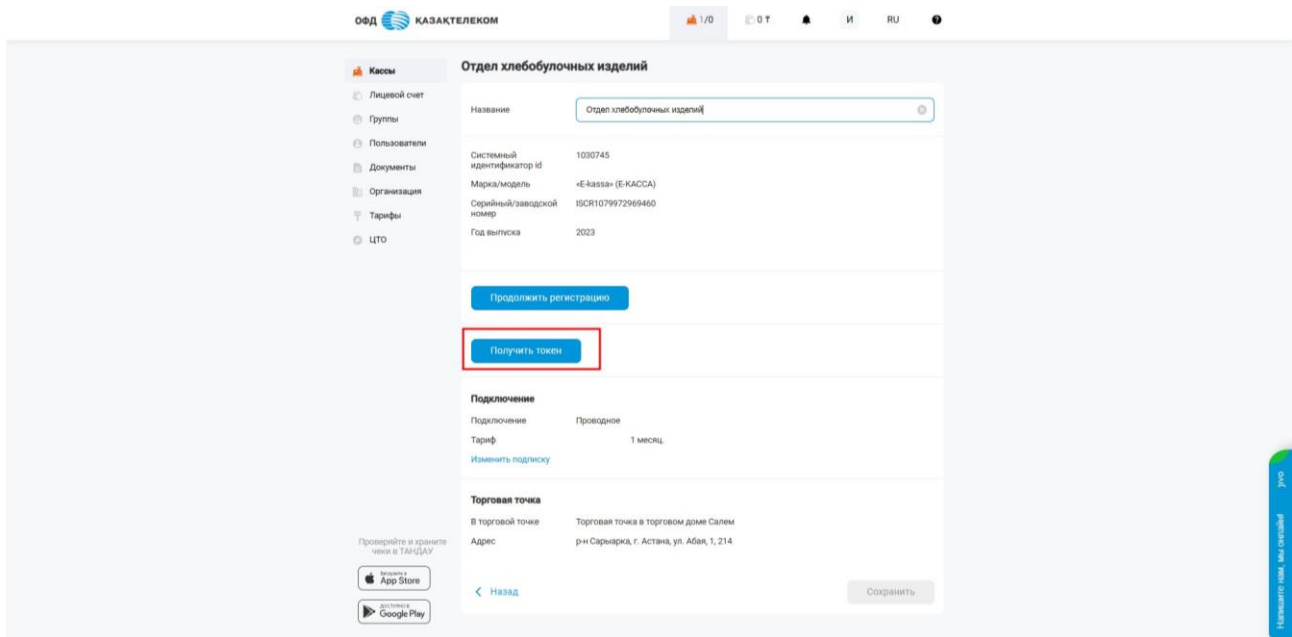 ОФД ҚАЗАҚТЕЛЕКОМ
1/0
0 ₸
И
RU
Кассы
Лицевой счет
Группы
Пользователи
Документы
Организация
Тарифы
ЦТО
Отдел хлебобулочных изделий
Название Отдел хлебобулочных изделий
Системный 1030745
идентификатор id
Марка/модель «E-kassa» (E-KACCA)
Серийный/заводской ISCR1079972969460
номер
Год выпуска 2023
Продолжить регистрацию
Получить токен
Подключение
Подключение Проводное
Тариф 1 месяц.
Изменить подписку
Торговая точка
В торговой точке Торговая точка в торговом доме Салем
Адрес р-н Сарыарка, г. Астана, ул. Абая, 1, 214
Назад
Сохранить
Проверяйте и храните
чеки в ТАНДАУ
Загрузите в
App Store
ДОСТУПНО В
Google Play
Напишите нам, мы онлайн!
jivo